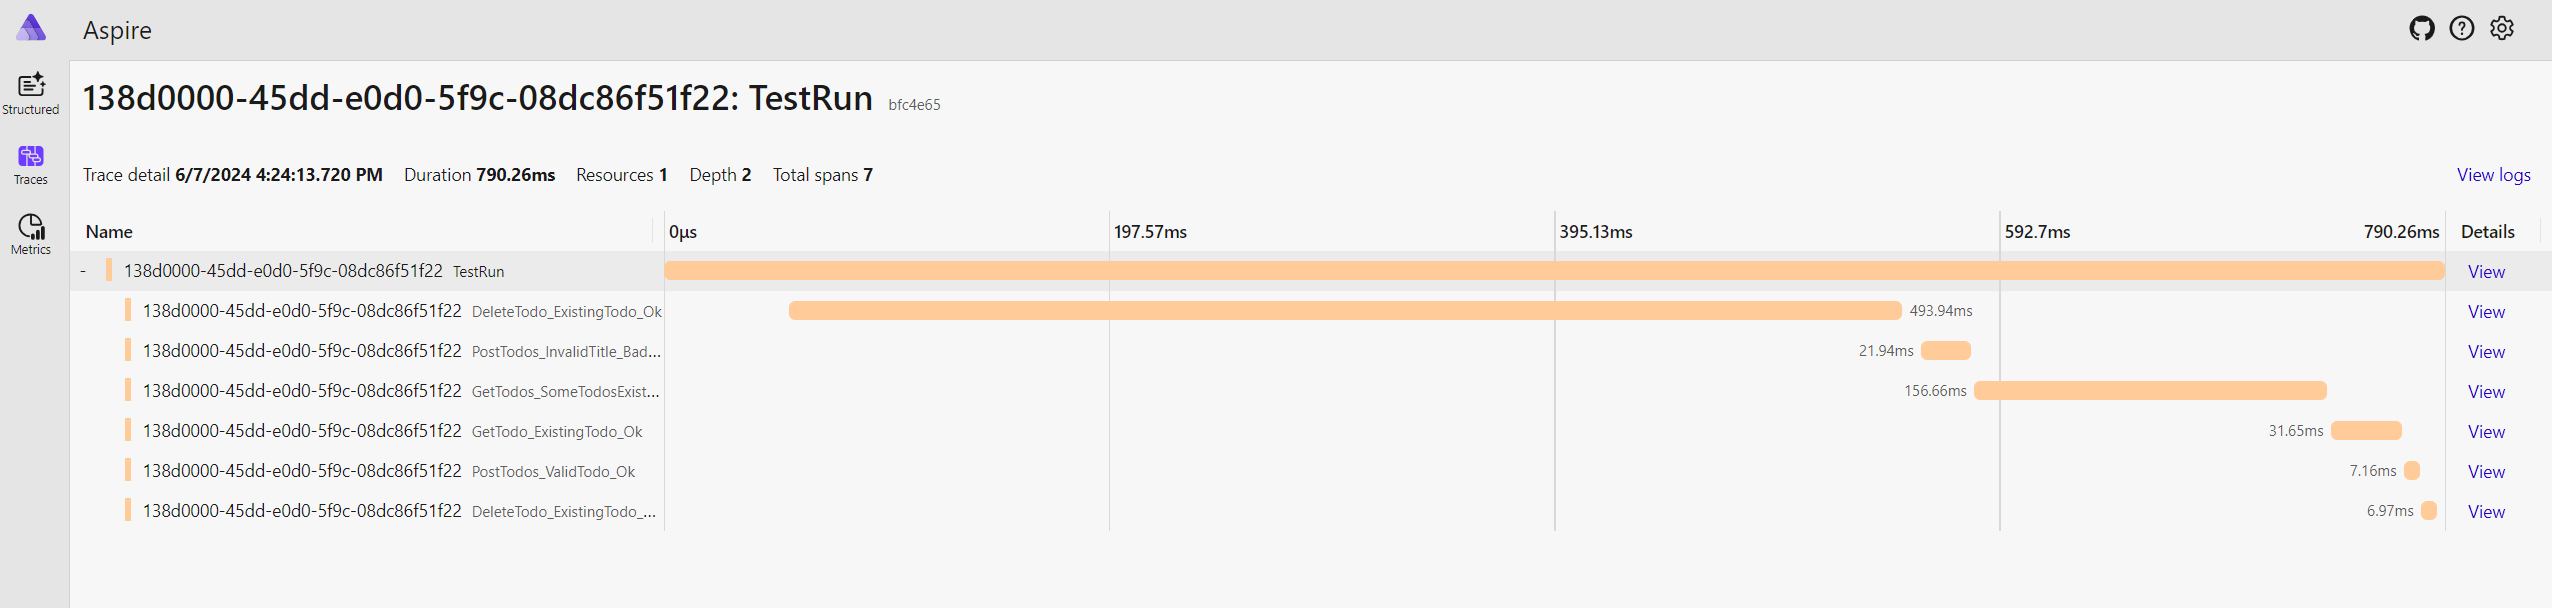 Aspire
Structured
Traces
Metrics
138d0000-45dd-e0d0-5f9c-08dc86f51f22: TestRun bfc4e65
Trace detail 6/7/2024 4:24:13.720 PM Duration 790.26ms Resources 1 Depth 2 Total spans 7 View logs
Name 0μs 197.57ms 395.13ms 592.7ms 790.26ms Details
- 138d0000-45dd-e0d0-5f9c-08dc86f51f22 TestRun View
138d0000-45dd-e0d0-5f9c-08dc86f51f22 DeleteTodo_ExistingTodo_Ok 493.94ms View
138d0000-45dd-e0d0-5f9c-08dc86f51f22 PostTodos_InvalidTitle_Bad... 21.94ms View
138d0000-45dd-e0d0-5f9c-08dc86f51f22 GetTodos_SomeTodosExist... 156.66ms View
138d0000-45dd-e0d0-5f9c-08dc86f51f22 GetTodo_ExistingTodo_Ok 31.65ms View
138d0000-45dd-e0d0-5f9c-08dc86f51f22 PostTodos_ValidTodo_Ok 7.16ms View
138d0000-45dd-e0d0-5f9c-08dc86f51f22 DeleteTodo_ExistingTodo_... 6.97ms View